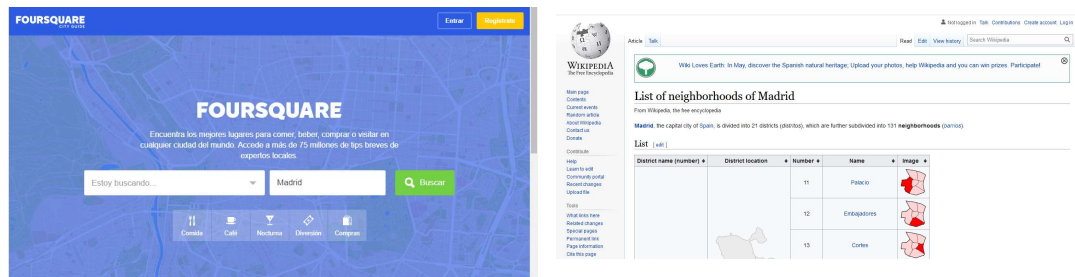 FOURSQUARE
CITY GUIDE
Entrar
Regístrate
FOURSQUARE
Encuentra los mejores lugares para comer, beber, comprar o visitar en
cualquier ciudad del mundo. Accede a más de 75 millones de tips breves de
expertos locales.
Estoy buscando...
Madrid
Buscar
Comida
Café
Nocturna
Diversión
Compras
WIKIPEDIA
The Free Encyclopedia
Main page
Contents
Current events
Random article
About Wikipedia
Contact us
Donate
Contribute
Help
Learn to edit
Community portal
Recent changes
Upload file
Tools
What links here
Related changes
Special pages
Permanent link
Page information
Cite this page
Not logged in Talk Contributions Create account Log in
Article Talk
Read Edit View history Search Wikipedia
Wiki Loves Earth: In May, discover the Spanish natural heritage; Upload your photos, help Wikipedia and you can win prizes. Participate!
List of neighborhoods of Madrid
From Wikipedia, the free encyclopedia
Madrid, the capital city of Spain, is divided into 21 districts (distritos), which are further subdivided into 131 neighborhoods (barrios).
List [edit]
District name (number) District location Number Name Image
11 Palacio
12 Embajadores
13 Cortes